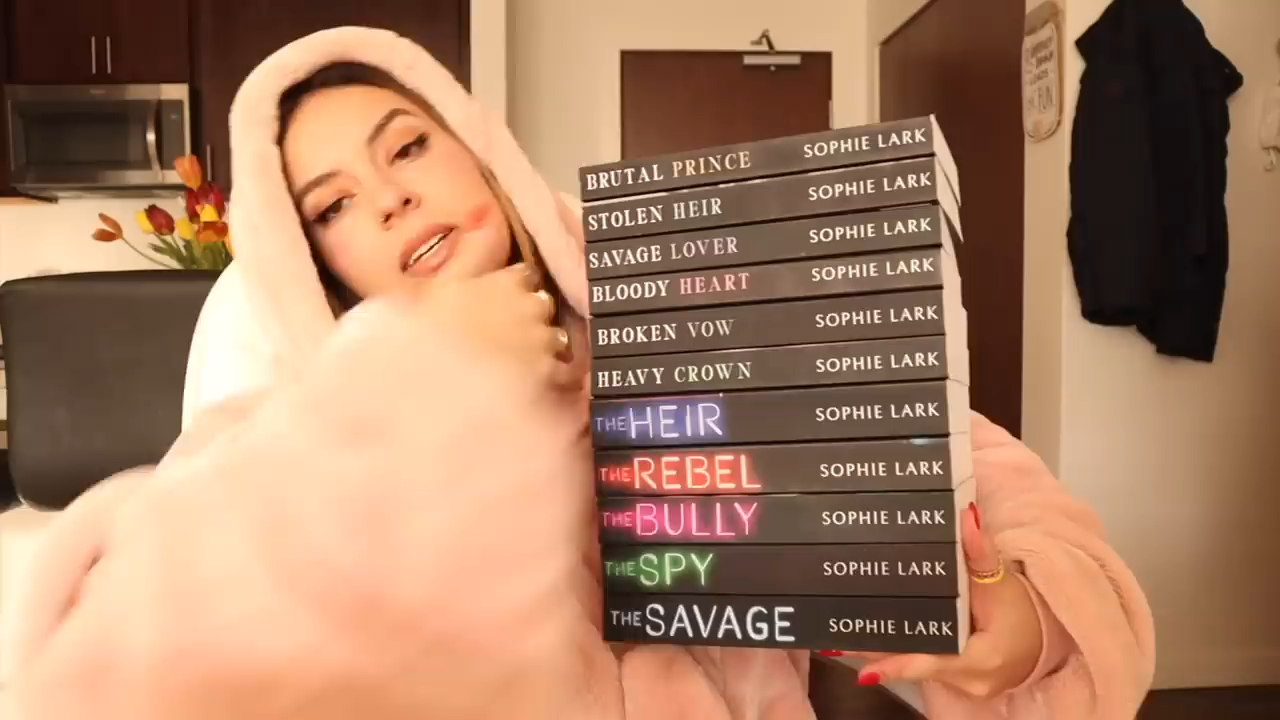 BRUTAL PRINCE SOPHIE LARK
STOLEN HEIR SOPHIE LARK
SAVAGE LOVER SOPHIE LARK
BLOODY HEART SOPHIE LARK
BROKEN VOW SOPHIE LARK
HEAVY CROWN SOPHIE LARK
THE HEIR SOPHIE LARK
THE REBEL SOPHIE LARK
THE BULLY SOPHIE LARK
THE SPY SOPHIE LARK
THE SAVAGE SOPHIE LARK
LOADS
FUN